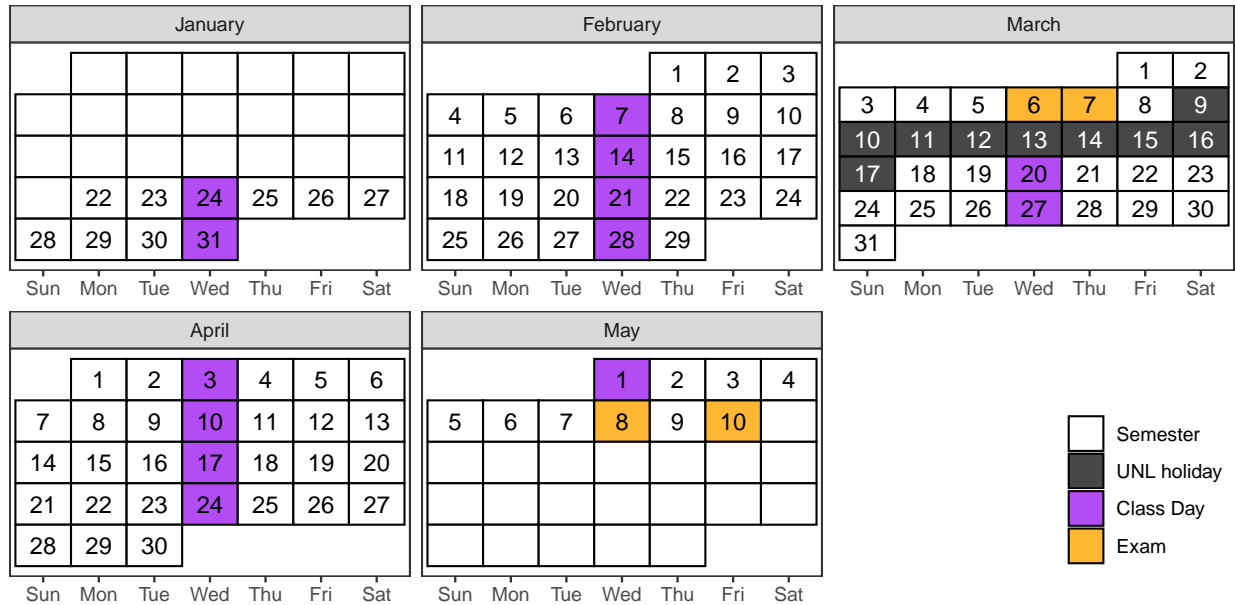 January
22 23 24 25 26 27
28 29 30 31
Sun Mon Tue Wed Thu Fri Sat
February
1 2 3
4 5 6 7 8 9 10
11 12 13 14 15 16 17
18 19 20 21 22 23 24
25 26 27 28 29
Sun Mon Tue Wed Thu Fri Sat
March
1 2
3 4 5 6 7 8 9
10 11 12 13 14 15 16
17 18 19 20 21 22 23
24 25 26 27 28 29 30
31
Sun Mon Tue Wed Thu Fri Sat
April
1 2 3 4 5 6
7 8 9 10 11 12 13
14 15 16 17 18 19 20
21 22 23 24 25 26 27
28 29 30
Sun Mon Tue Wed Thu Fri Sat
May
1 2 3 4
5 6 7 8 9 10
Sun Mon Tue Wed Thu Fri Sat
Semester
UNL holiday
Class Day
Exam